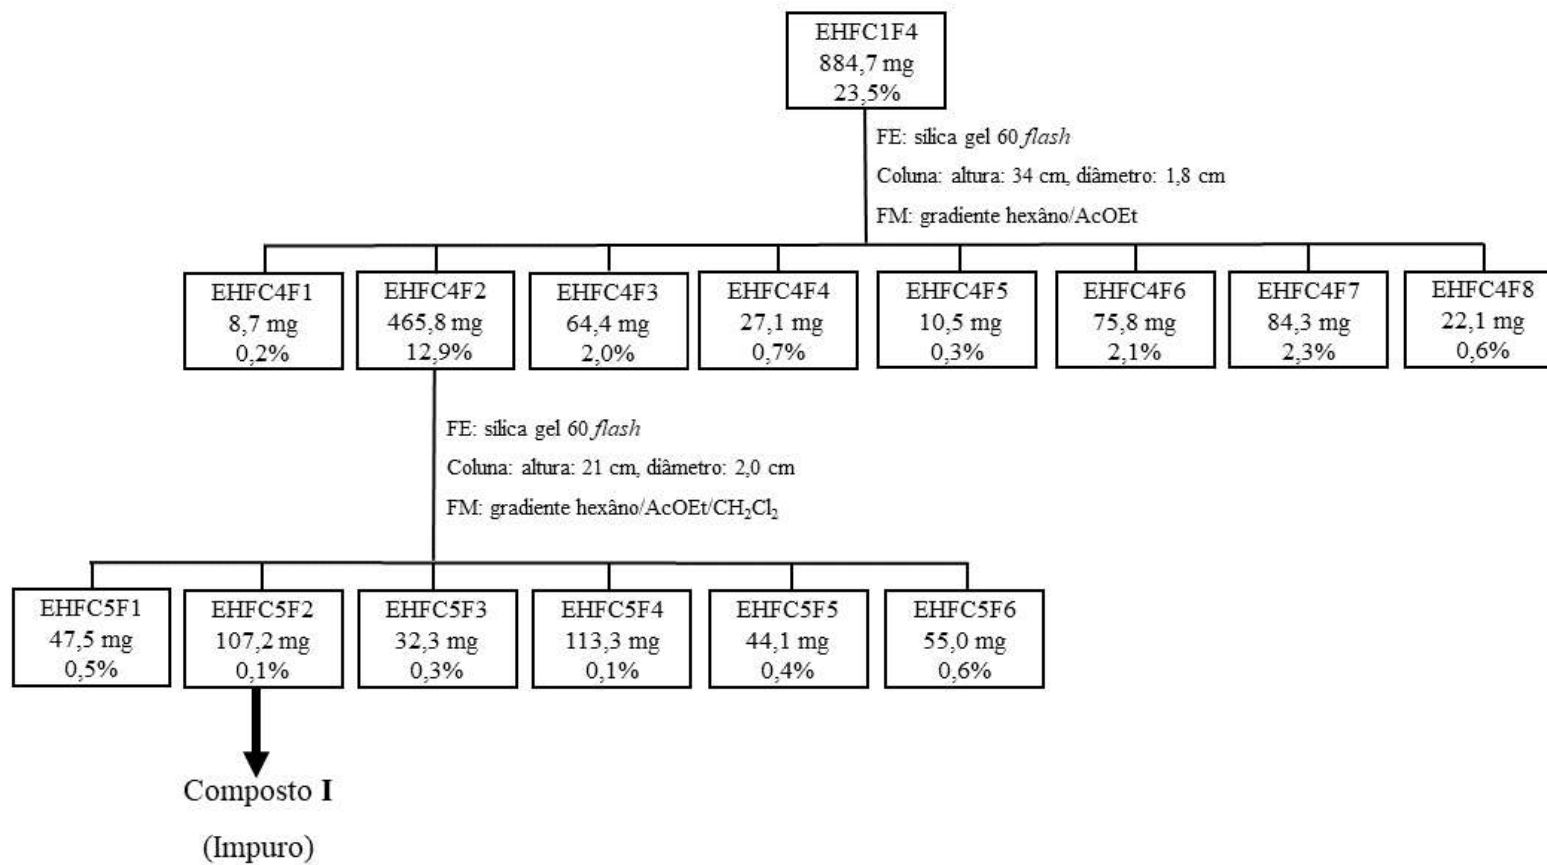 EHFC1F4
884,7 mg
23,5%
FE: sílica gel 60 flash
Coluna: altura: 34 cm, diâmetro: 1,8 cm
FM: gradiente hexâno/AcOEt
EHFC4F1
8,7 mg
0,2%
EHFC4F2
465,8 mg
12,9%
EHFC4F3
64,4 mg
2,0%
EHFC4F4
27,1 mg
0,7%
EHFC4F5
10,5 mg
0,3%
EHFC4F6
75,8 mg
2,1%
EHFC4F7
84,3 mg
2,3%
EHFC4F8
22,1 mg
0,6%
FE: sílica gel 60 flash
Coluna: altura: 21 cm, diâmetro: 2,0 cm
FM: gradiente hexâno/AcOEt/CH₂Cl₂
EHFC5F1
47,5 mg
0,5%
EHFC5F2
107,2 mg
0,1%
EHFC5F3
32,3 mg
0,3%
EHFC5F4
113,3 mg
0,1%
EHFC5F5
44,1 mg
0,4%
EHFC5F6
55,0 mg
0,6%
Composto I
(Impuro)